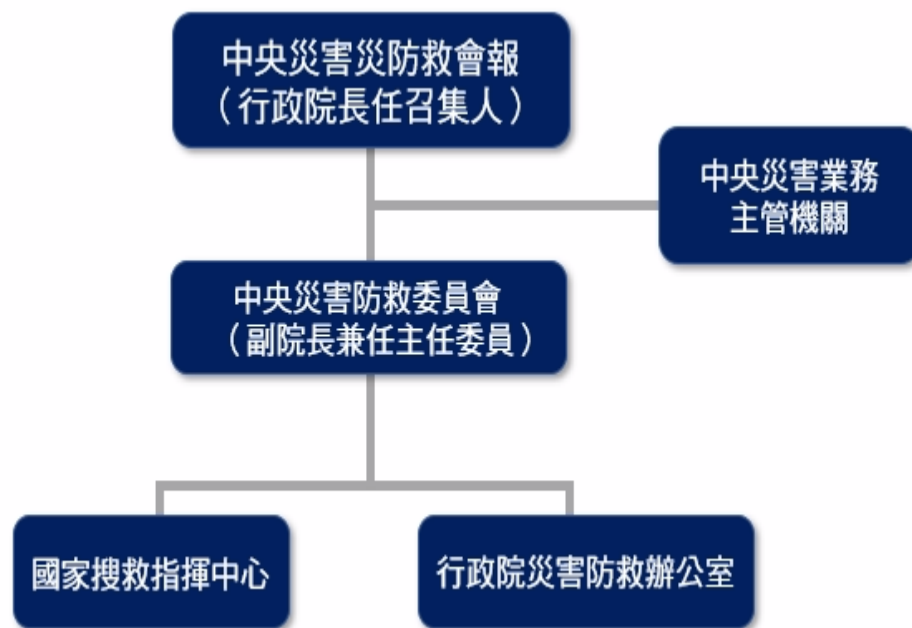 中央災害災防救會報
（行政院長任召集人）
中央災害業務
主管機關
中央災害防救委員會
（副院長兼任主任委員）
國家搜救指揮中心
行政院災害防救辦公室